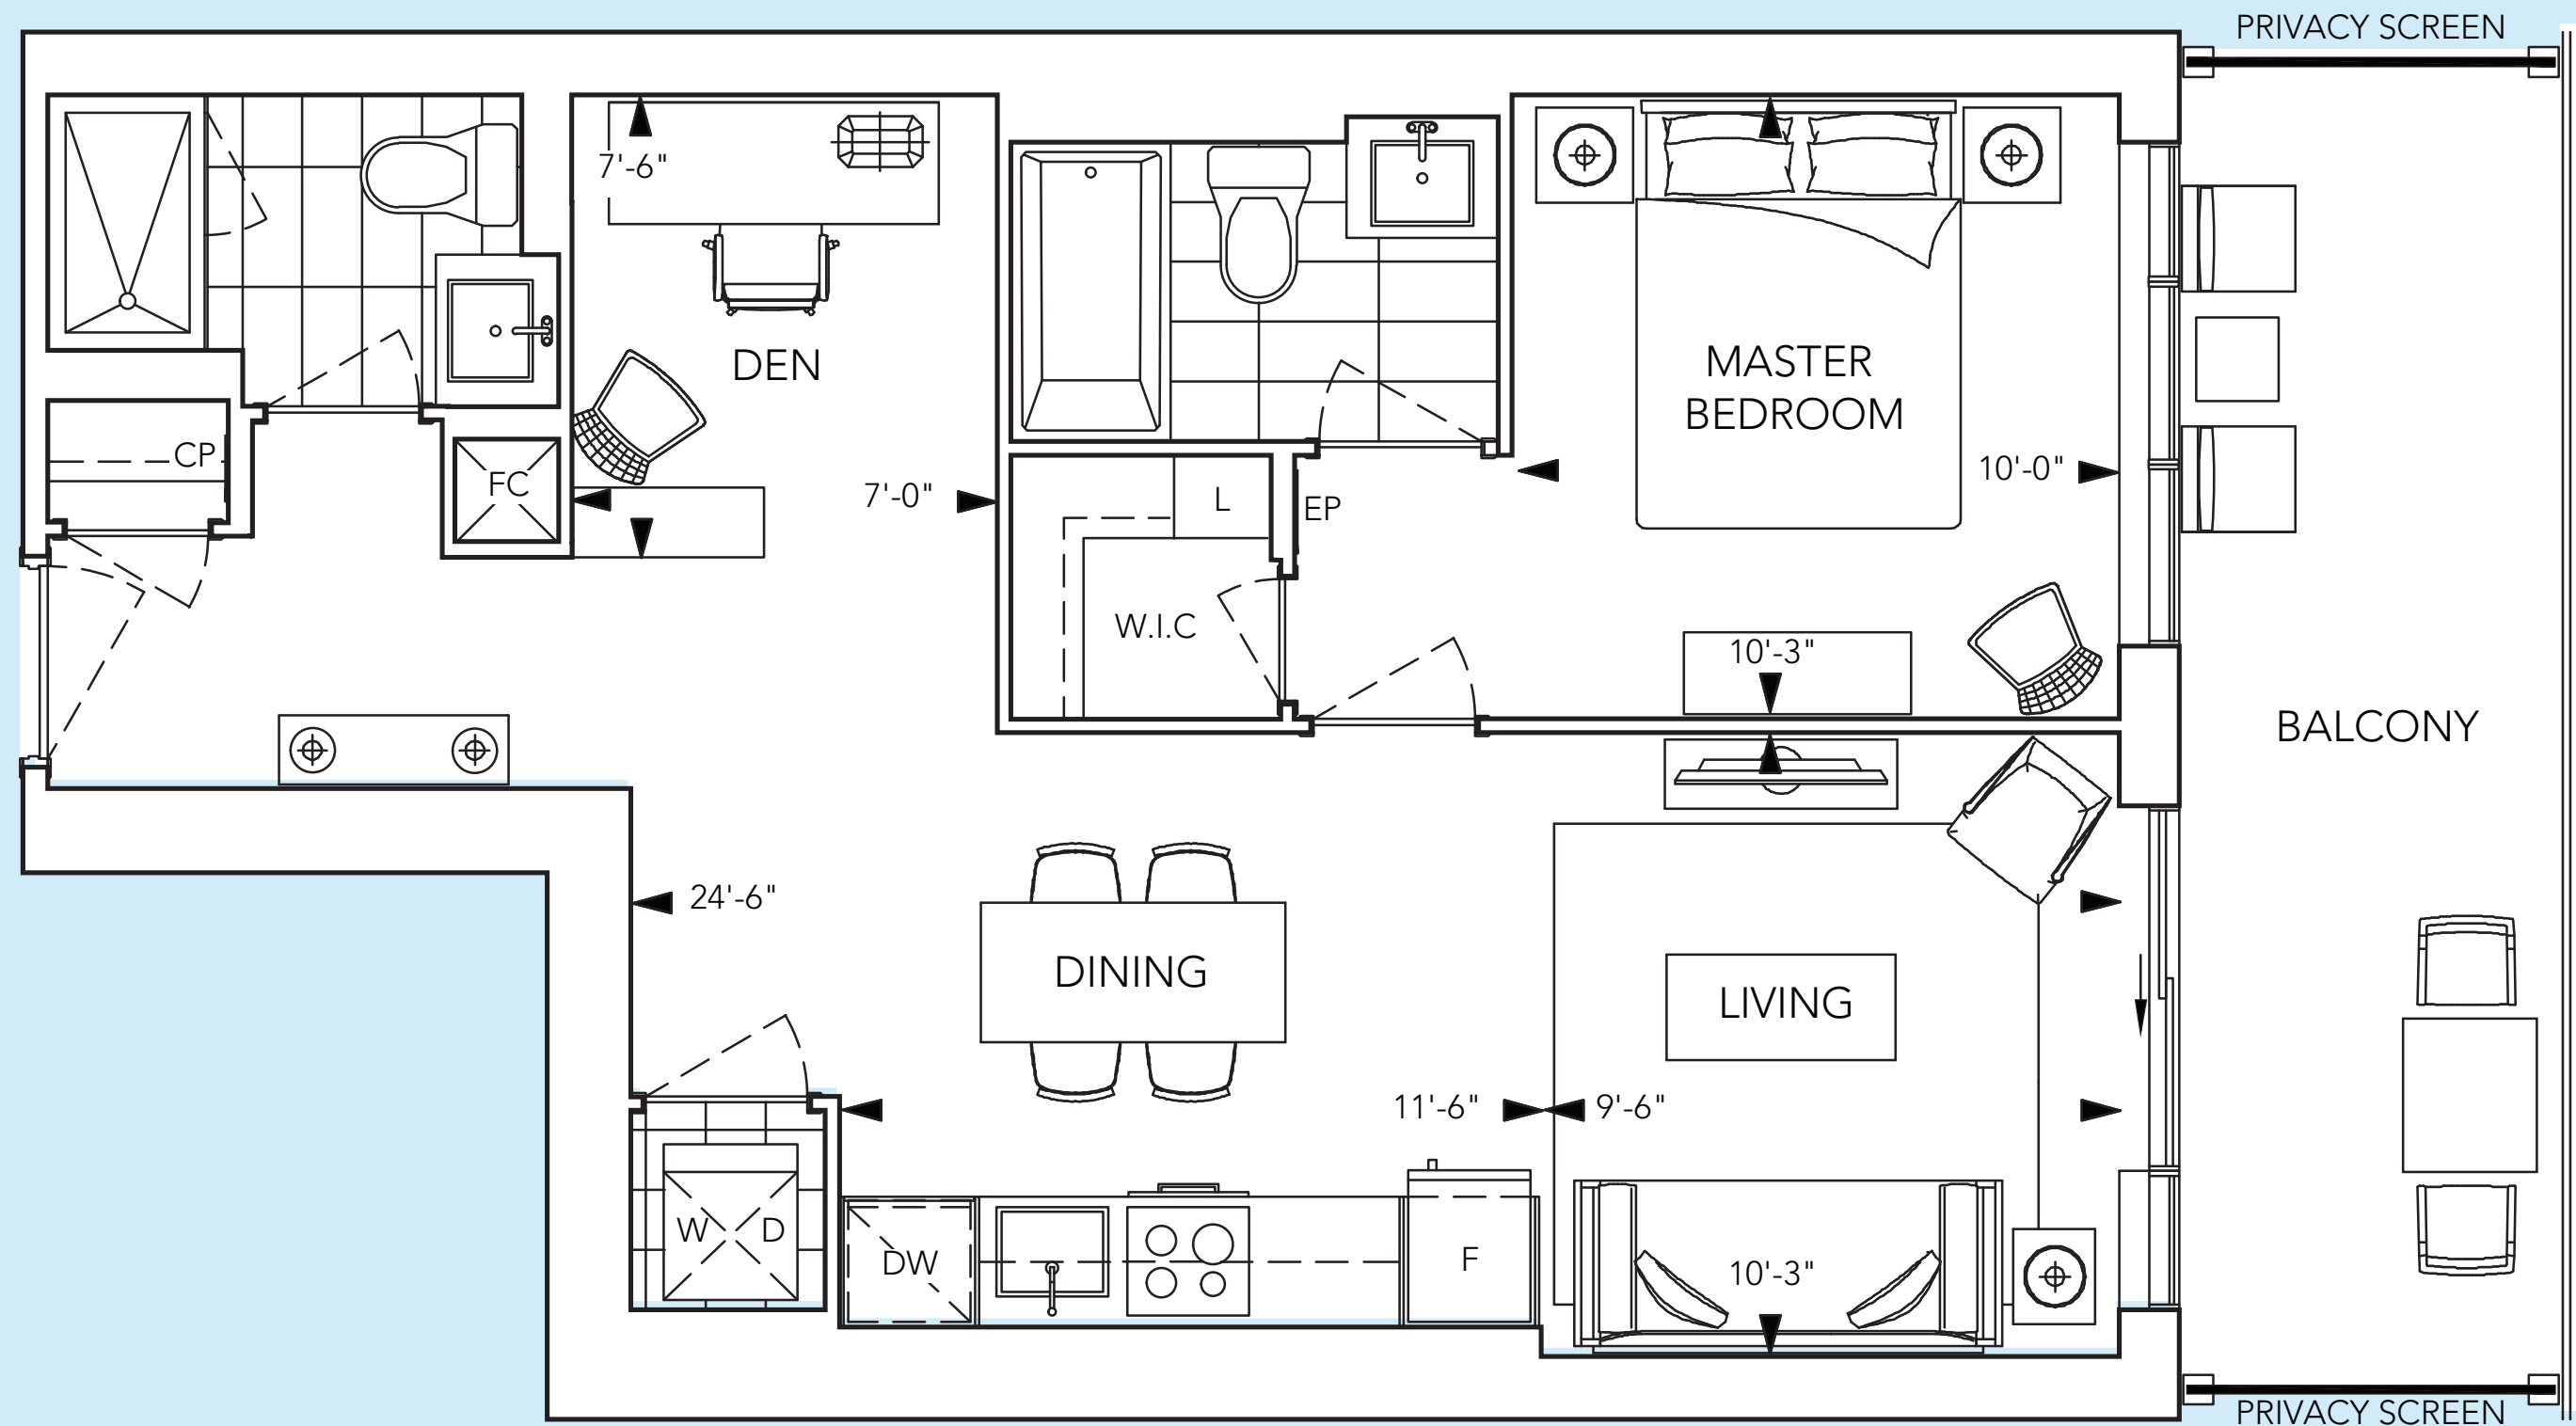 PRIVACY SCREEN
7'-6"
DEN
MASTER
BEDROOM
CP
FC
7'-0"
L
EP
10'-0"
W.I.C
10'-3"
BALCONY
24'-6"
DINING
LIVING
11'-6"
9'-6"
W D
DW
F
10'-3"
PRIVACY SCREEN